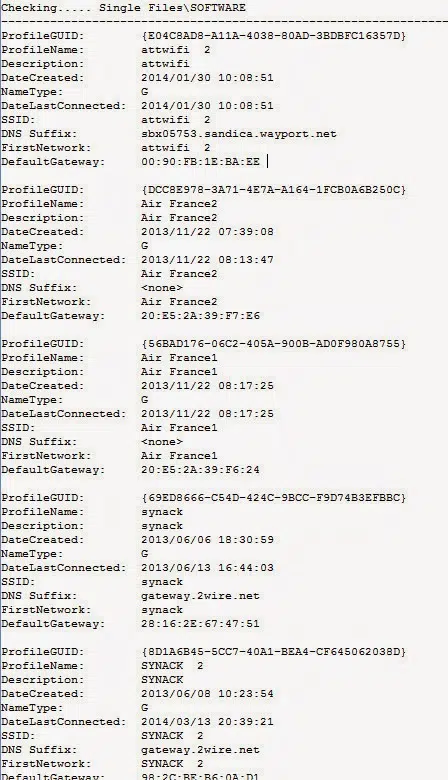 Checking..... Single Files\SOFTWARE
--------------------------------------------------------------------------------
ProfileGUID: {E04C8AD8-A11A-4038-80AD-3BDBFC16357D}
ProfileName: attwifi 2
Description: attwifi
DateCreated: 2014/01/30 10:08:51
NameType: G
DateLastConnected: 2014/01/30 10:08:51
SSID: attwifi 2
DNS Suffix: sbx05753.sandica.wayport.net
FirstNetwork: attwifi 2
DefaultGateway: 00:90:FB:1E:BA:EE

ProfileGUID: {DCC8E978-3A71-4E7A-A164-1FCB0A6B250C}
ProfileName: Air France2
Description: Air France2
DateCreated: 2013/11/22 07:39:08
NameType: G
DateLastConnected: 2013/11/22 08:13:47
SSID: Air France2
DNS Suffix: <none>
FirstNetwork: Air France2
DefaultGateway: 20:E5:2A:39:F7:E6

ProfileGUID: {56BAD176-06C2-405A-900B-AD0F980A8755}
ProfileName: Air France1
Description: Air France1
DateCreated: 2013/11/22 08:17:25
NameType: G
DateLastConnected: 2013/11/22 08:17:25
SSID: Air France1
DNS Suffix: <none>
FirstNetwork: Air France1
DefaultGateway: 20:E5:2A:39:F6:24

ProfileGUID: {69ED8666-C54D-424C-9BCC-F9D74B3EFBBC}
ProfileName: synack
Description: synack
DateCreated: 2013/06/06 18:30:59
NameType: G
DateLastConnected: 2013/06/13 16:44:03
SSID: synack
DNS Suffix: gateway.2wire.net
FirstNetwork: synack
DefaultGateway: 28:16:2E:67:47:51

ProfileGUID: {8D1A6B45-5CC7-40A1-BEA4-CF645062038D}
ProfileName: SYNACK 2
Description: SYNACK
DateCreated: 2013/06/08 10:23:54
NameType: G
DateLastConnected: 2014/03/13 20:39:21
SSID: SYNACK 2
DNS Suffix: gateway.2wire.net
FirstNetwork: SYNACK 2
DefaultGateway: 98:2C:BE:B6:0A:D1